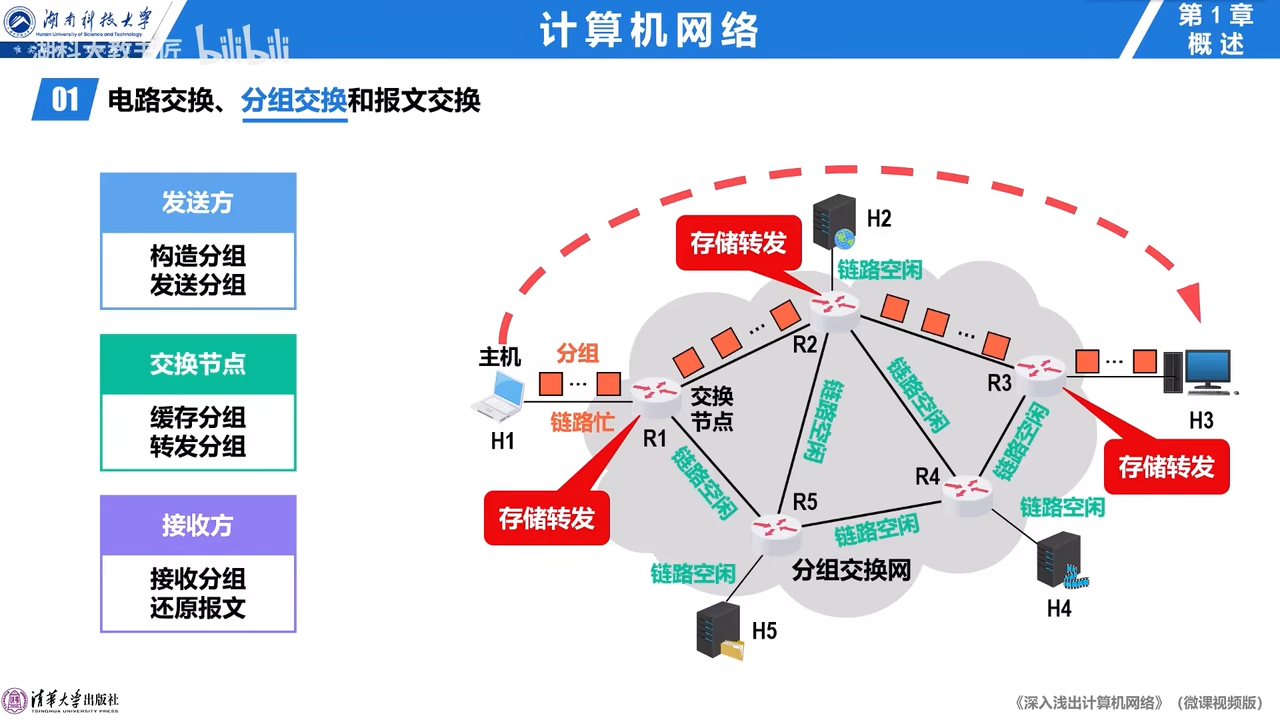 湖南科技大学
Hunan University of Science and Technology
湖科大教书匠 bilibili
计算机网络
第1章
概述
01 电路交换、分组交换和报文交换
发送方
构造分组
发送分组
交换节点
缓存分组
转发分组
接收方
接收分组
还原报文
存储转发
H2
链路空闲
主机
分组
H1
链路忙
R1
交换
节点
R2
R3
H3
链路空闲
链路空闲
链路空闲
链路空闲
存储转发
存储转发
R4
R5
链路空闲
链路空闲
链路空闲
分组交换网
H4
H5
清华大学出版社
TSINGHUA UNIVERSITY PRESS
《深入浅出计算机网络》（微课视频版）